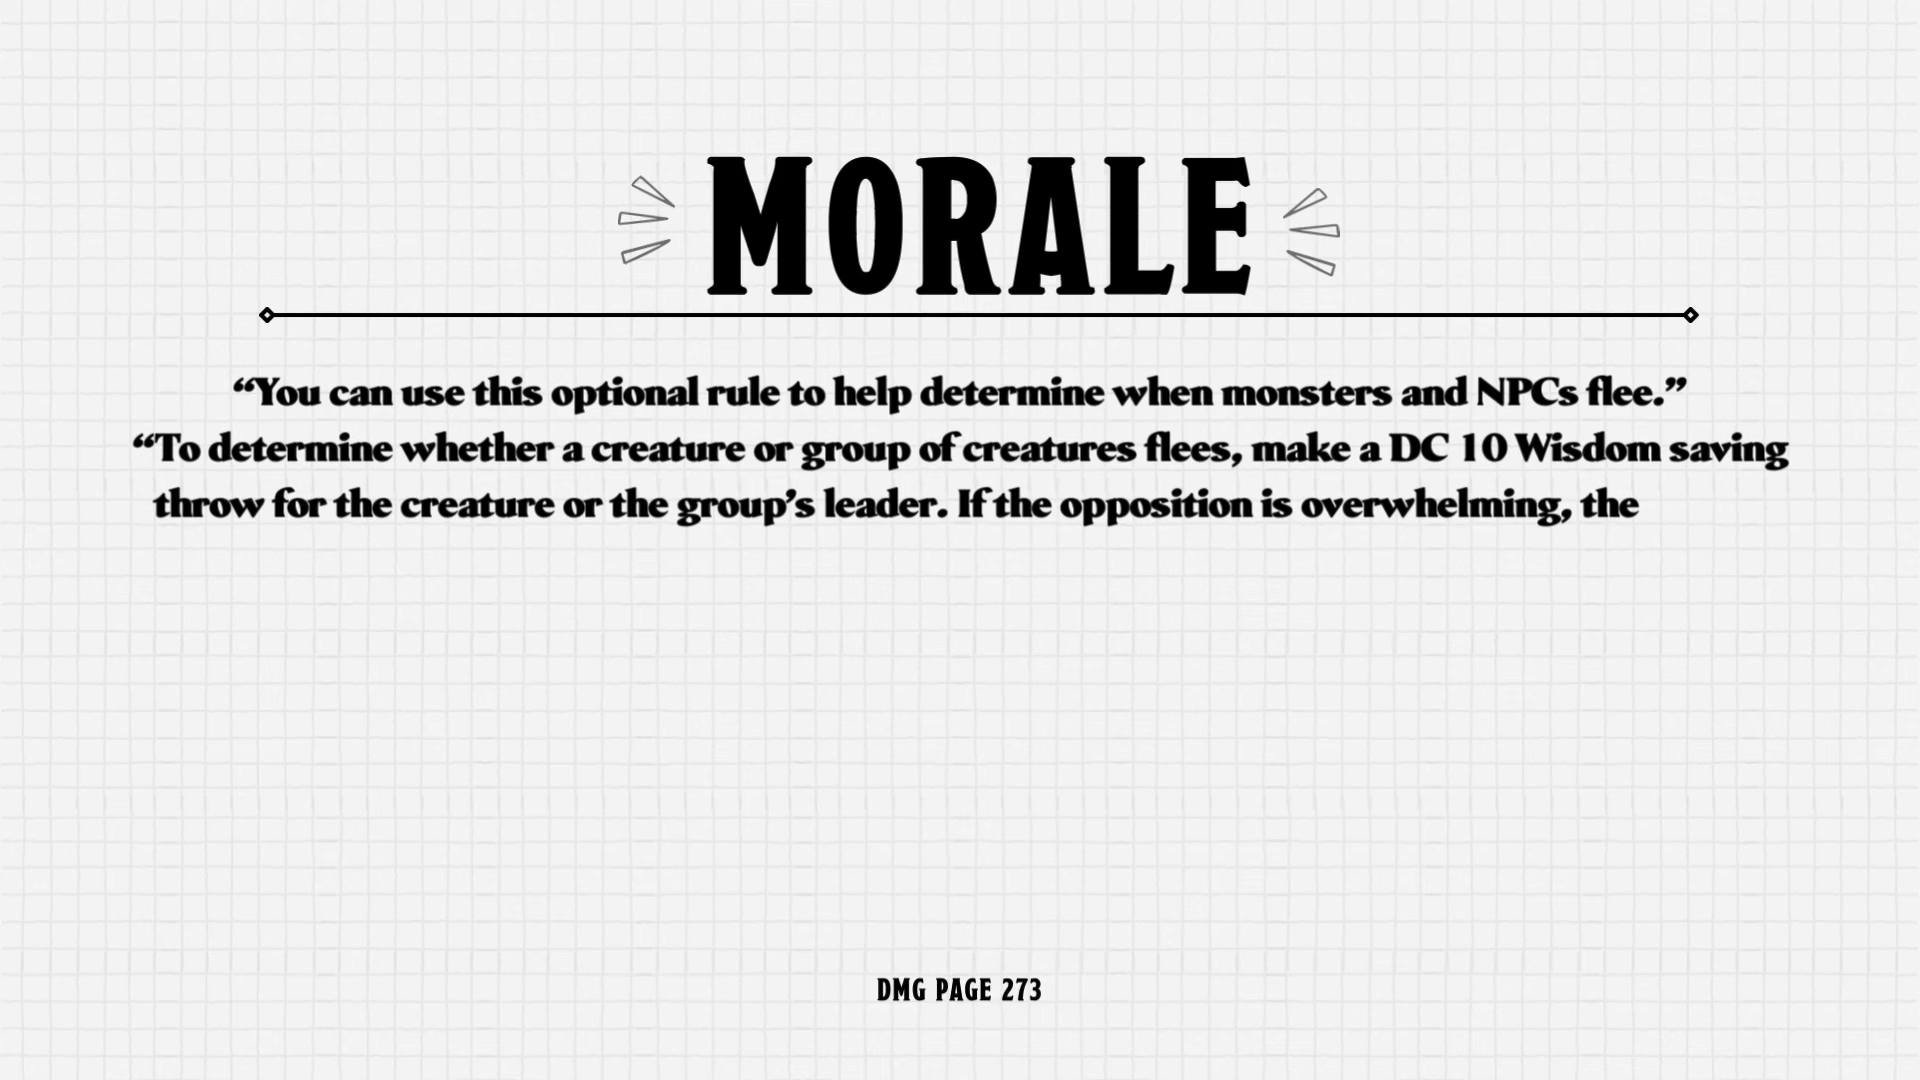 MORALE
“You can use this optional rule to help determine when monsters and NPCs flee.”
“To determine whether a creature or group of creatures flees, make a DC 10 Wisdom saving
throw for the creature or the group’s leader. If the opposition is overwhelming, the
DMG PAGE 273